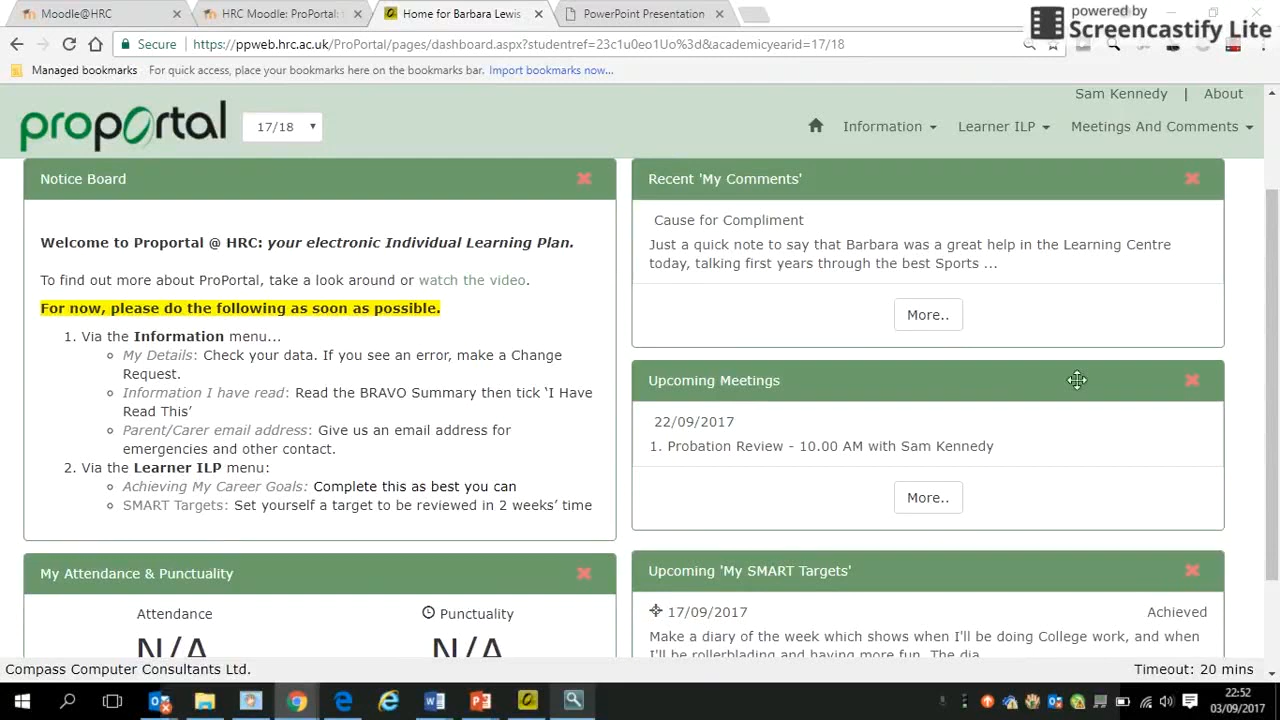 Moodle@HRC
HRC Moodle: ProPortal:
Home for Barbara Lewis
PowerPoint Presentation
powered by
Screencastify Lite
Secure
https://ppweb.hrc.ac.uk/ProPortal/pages/dashboard.aspx?studentref=23c1u0eo1Uo%3d&academicyearid=17/18
Managed bookmarks
For quick access, place your bookmarks here on the bookmarks bar. Import bookmarks now...
Sam Kennedy | About
proportal
17/18
Information
Learner ILP
Meetings And Comments
Notice Board
Welcome to Proportal @ HRC: your electronic Individual Learning Plan.
To find out more about ProPortal, take a look around or watch the video.
For now, please do the following as soon as possible.
1. Via the Information menu...
My Details: Check your data. If you see an error, make a Change
Request.
Information I have read: Read the BRAVO Summary then tick ‘I Have
Read This’
Parent/Carer email address: Give us an email address for
emergencies and other contact.
2. Via the Learner ILP menu:
Achieving My Career Goals: Complete this as best you can
SMART Targets: Set yourself a target to be reviewed in 2 weeks’ time
Recent 'My Comments'
Cause for Compliment
Just a quick note to say that Barbara was a great help in the Learning Centre
today, talking first years through the best Sports ...
More..
Upcoming Meetings
22/09/2017
1. Probation Review - 10.00 AM with Sam Kennedy
More..
My Attendance & Punctuality
Attendance
Punctuality
N/A
N/A
Upcoming 'My SMART Targets'
17/09/2017
Achieved
Make a diary of the week which shows when I'll be doing College work, and when
I'll be rollerblading and having more fun. The dia
Compass Computer Consultants Ltd.
Timeout: 20 mins
22:52
03/09/2017